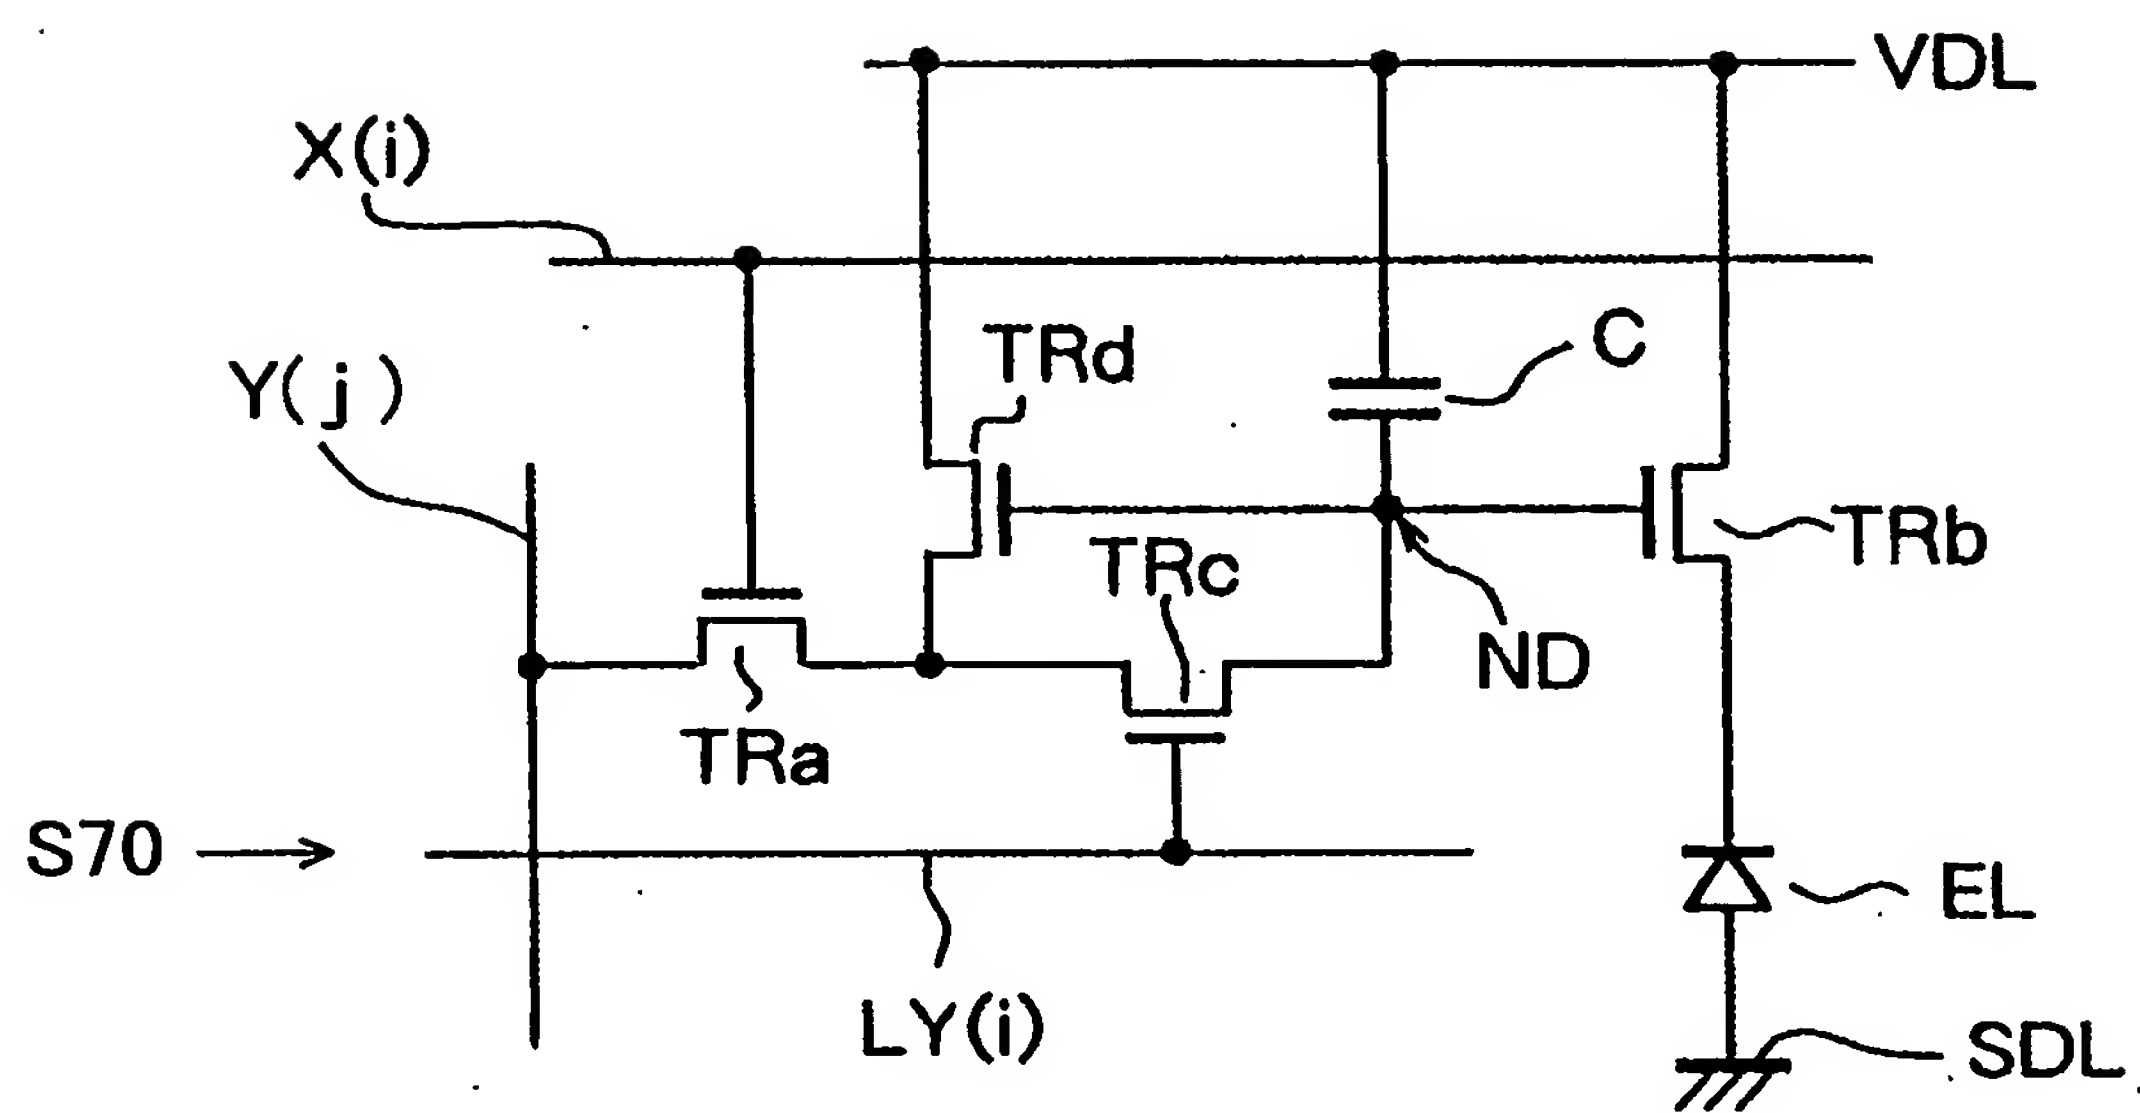 VDL
X(i)
C
TRd
Y(j)
TRb
TRc
ND
TRa
S70
EL
LY(i)
SDL